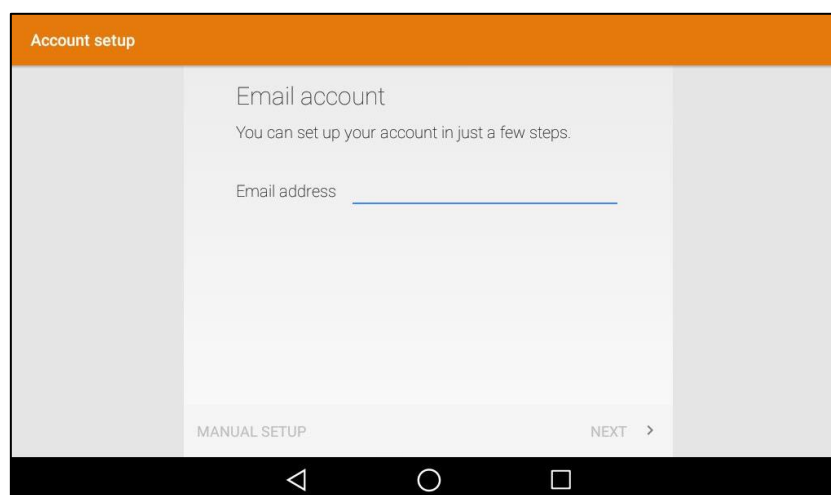 Account setup
Email account
You can set up your account in just a few steps.
Email address
MANUAL SETUP
NEXT